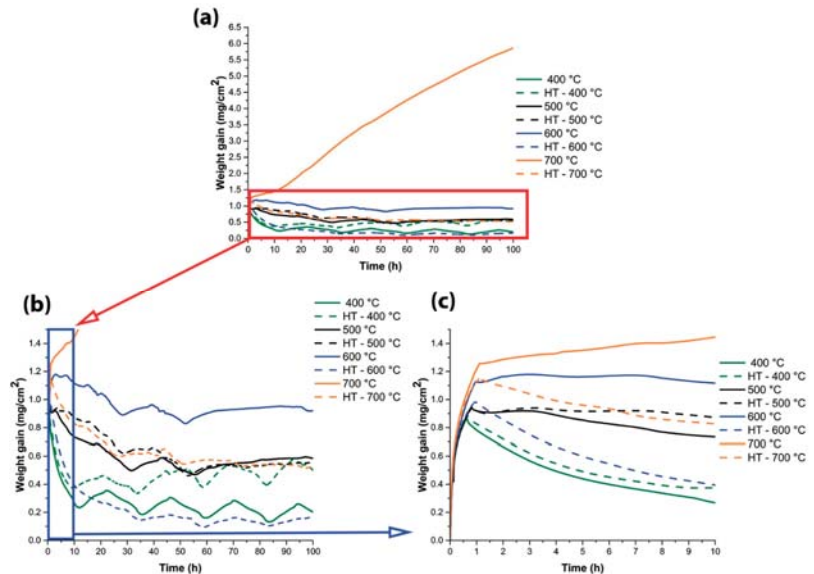 (a)
Weight gain (mg/cm²)
6.5
6.0
5.5
5.0
4.5
4.0
3.5
3.0
2.5
2.0
1.5
1.0
0.5
0.0
0 10 20 30 40 50 60 70 80 90 100
Time (h)
400 °C
HT - 400 °C
500 °C
HT - 500 °C
600 °C
HT - 600 °C
700 °C
HT - 700 °C
(b)
Weight gain (mg/cm²)
1.4
1.2
1.0
0.8
0.6
0.4
0.2
0.0
0 10 20 30 40 50 60 70 80 90 100
Time (h)
400 °C
HT - 400 °C
500 °C
HT - 500 °C
600 °C
HT - 600 °C
700 °C
HT - 700 °C
(c)
Weight gain (mg/cm²)
1.4
1.2
1.0
0.8
0.6
0.4
0.2
0.0
0 1 2 3 4 5 6 7 8 9 10
Time (h)
400 °C
HT - 400 °C
500 °C
HT - 500 °C
600 °C
HT - 600 °C
700 °C
HT - 700 °C